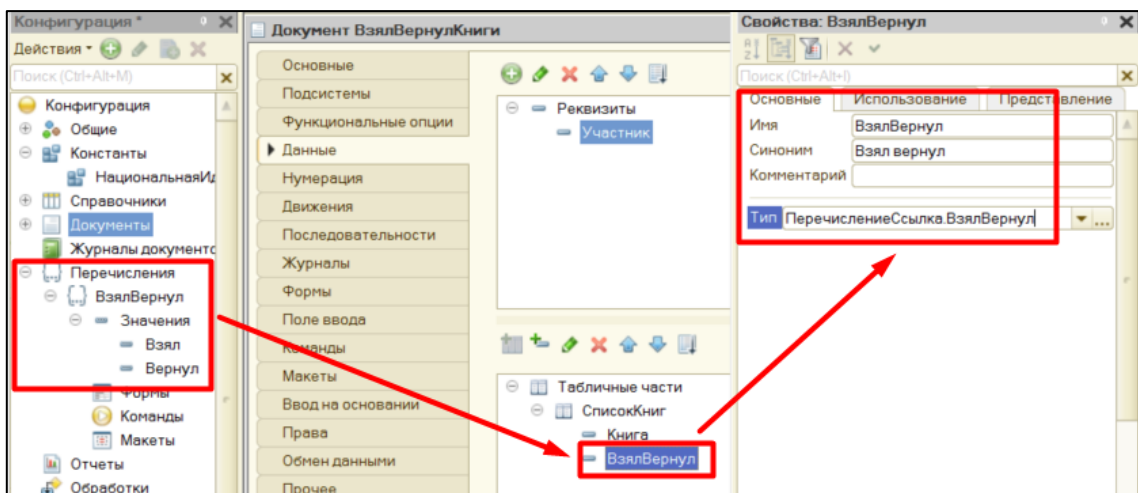 Конфигурация *
Действия
Поиск (Ctrl+Alt+M)
Конфигурация
Общие
Константы
НациональнаяИд
Справочники
Документы
Журналы документо
Перечисления
ВзялВернул
Значения
Взял
Вернул
Формы
Команды
Макеты
Отчеты
Обработки
Документ ВзялВернулКниги
Основные
Подсистемы
Функциональные опции
Данные
Нумерация
Движения
Последовательности
Журналы
Формы
Поле ввода
Команды
Макеты
Ввод на основании
Права
Обмен данными
Прочее
Реквизиты
Участник
Табличные части
СписокКниг
Книга
ВзялВернул
Свойства: ВзялВернул
Поиск (Ctrl+Alt+I)
Основные Использование Представление
Имя ВзялВернул
Синоним Взял вернул
Комментарий
Тип ПеречислениеСсылка.ВзялВернул